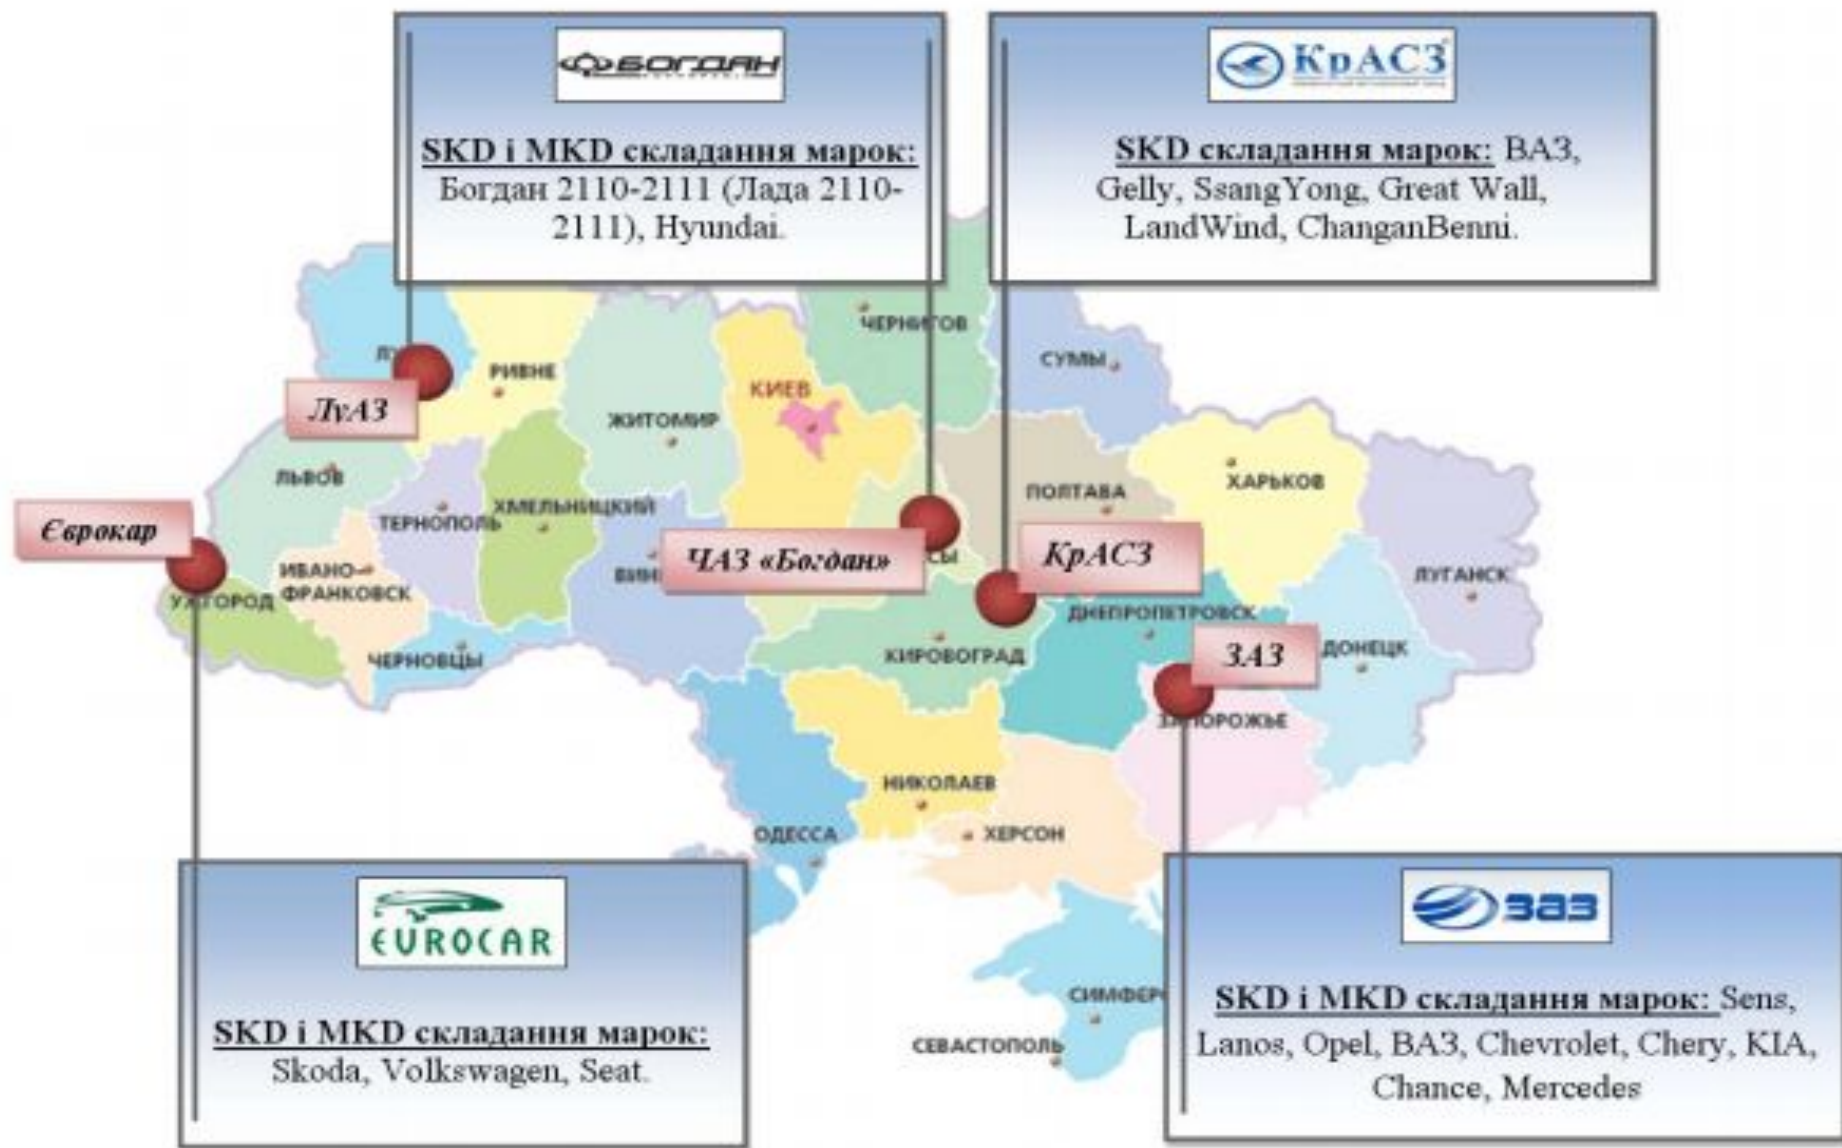 БОГДАН
SKD і MKD складання марок:
Богдан 2110-2111 (Лада 2110-
2111), Hyundai.
КрАСЗ
SKD складання марок: ВАЗ,
Gelly, SsangYong, Great Wall,
LandWind, ChanganBenni.
ЧЕРНИГОВ
СУМЫ
РИВНЕ
КИЕВ
ЛуАЗ
ЖИТОМИР
ЛЬВОВ
ХАРЬКОВ
ПОЛТАВА
ХМЕЛЬНИЦКИЙ
ТЕРНОПОЛЬ
Єврокар
ЧАЗ «Богдан»
КрАСЗ
ИВАНО-
ФРАНКОВСК
ЛУГАНСК
УЖГОРОД
ДНЕПРОПЕТРОВСК
ЧЕРНОВЦЫ
КИРОВОГРАД
ЗАЗ
ДОНЕЦК
ЗАПОРОЖЬЕ
НИКОЛАЕВ
ОДЕССА
ХЕРСОН
EUROCAR
SKD і MKD складання марок:
Skoda, Volkswagen, Seat.
СИМФЕР
СЕВАСТОПОЛЬ
ЗАЗ
SKD і MKD складання марок: Sens,
Lanos, Opel, ВАЗ, Chevrolet, Chery, KIA,
Chance, Mercedes